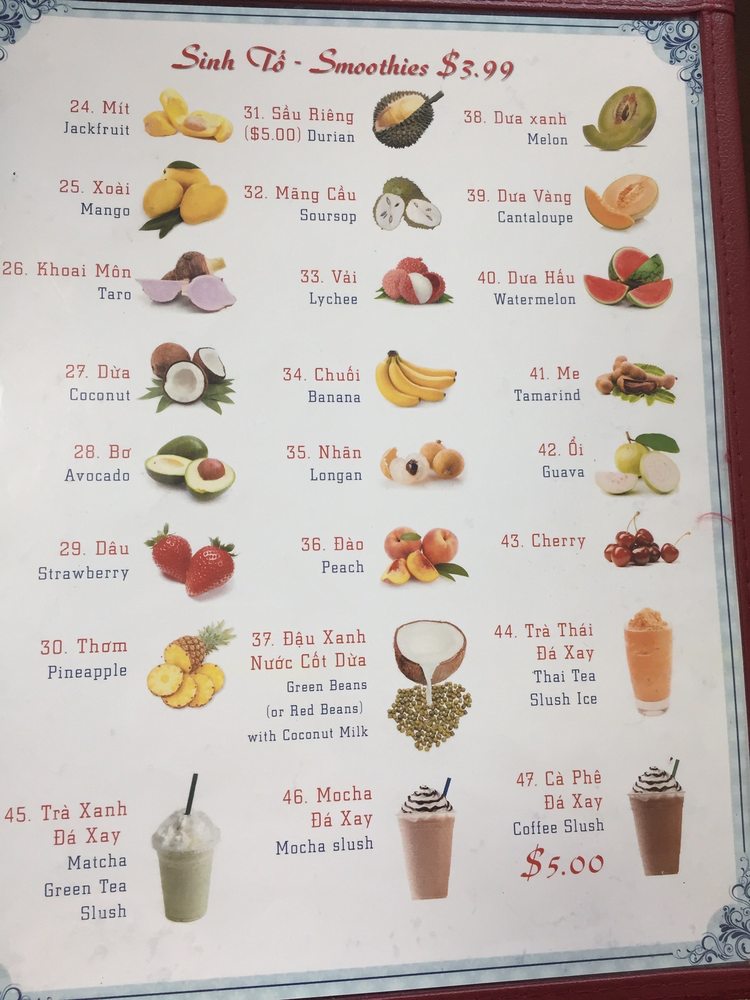 Sinh Tố - Smoothies $3.99
24. Mít
Jackfruit
31. Sầu Riêng
($5.00) Durian
38. Dưa xanh
Melon
25. Xoài
Mango
32. Mãng Cầu
Soursop
39. Dưa Vàng
Cantaloupe
26. Khoai Môn
Taro
33. Vải
Lychee
40. Dưa Hấu
Watermelon
27. Dừa
Coconut
34. Chuối
Banana
41. Me
Tamarind
28. Bơ
Avocado
35. Nhãn
Longan
42. Ổi
Guava
29. Dâu
Strawberry
36. Đào
Peach
43. Cherry
30. Thơm
Pineapple
37. Đậu Xanh
Nước Cốt Dừa
Green Beans
(or Red Beans)
with Coconut Milk
44. Trà Thái
Đá Xay
Thai Tea
Slush Ice
45. Trà Xanh
Đá Xay
Matcha
Green Tea
Slush
46. Mocha
Đá Xay
Mocha slush
47. Cà Phê
Đá Xay
Coffee Slush
$5.00